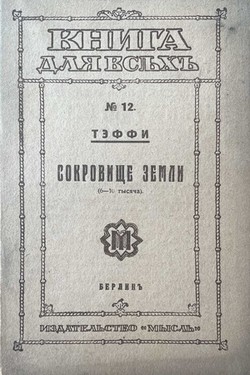 КНИГА
ДЛЯ ВСѢХЪ
№ 12.
ТЭФФИ
СОКРОВИЩЕ ЗЕМЛИ
БЕРЛИНЪ
ИЗДАТЕЛЬСТВО «МЫСЛЬ»